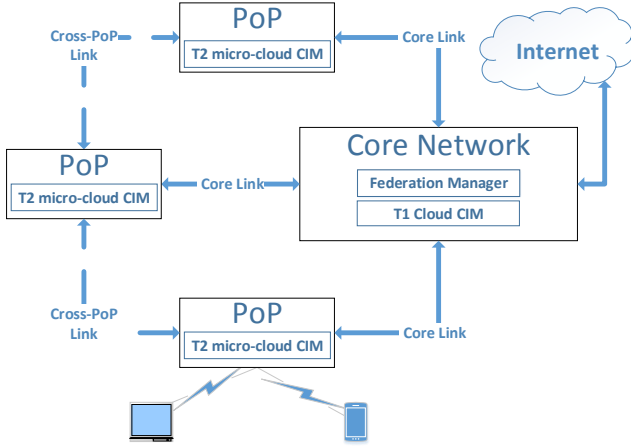 PoP
T2 micro-cloud CIM
Cross-PoP
Link
Core Link
Internet
Core Network
Federation Manager
T1 Cloud CIM
PoP
T2 micro-cloud CIM
Core Link
Cross-PoP
Link
PoP
T2 micro-cloud CIM
Core Link